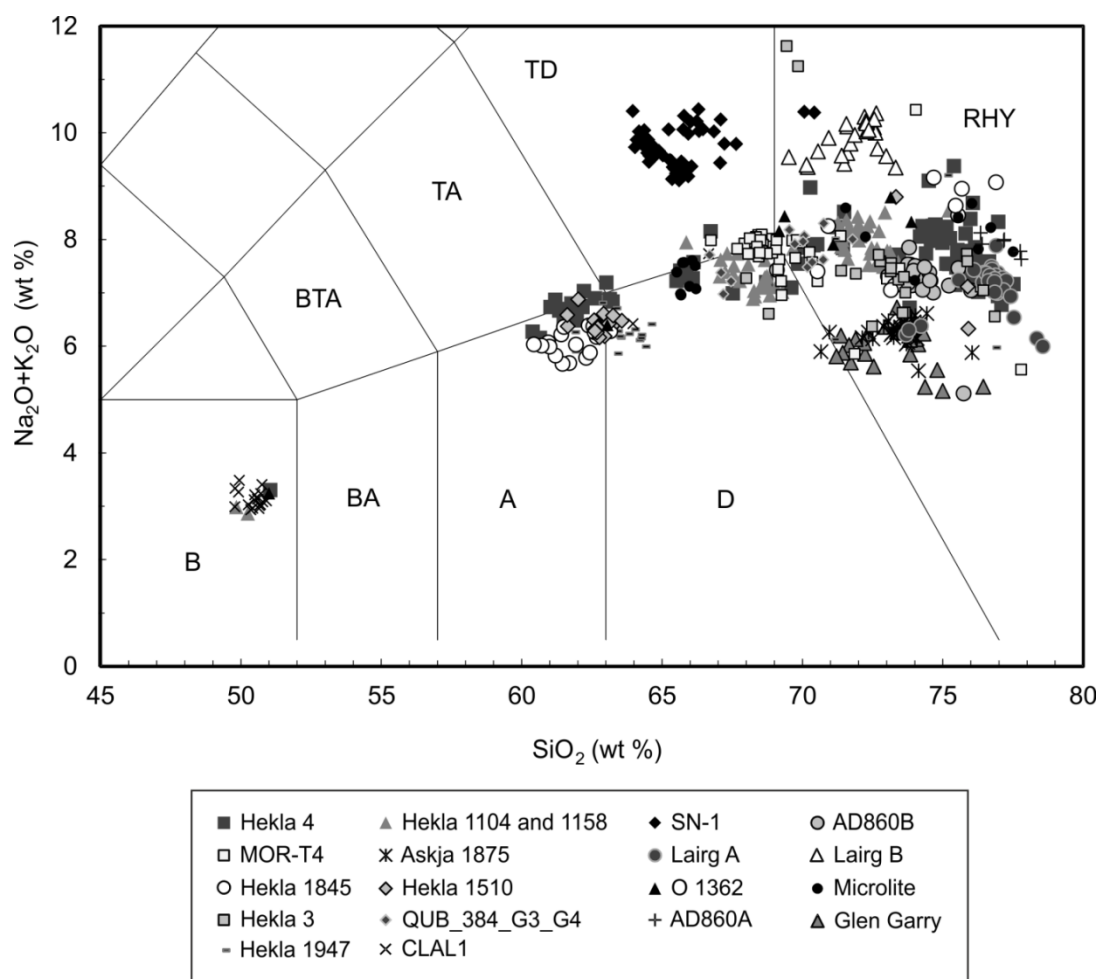 12
10
8
6
4
2
0
Na₂O+K₂O (wt %)
TD
RHY
TA
BTA
B
BA
A
D
45 50 55 60 65 70 75 80
SiO₂ (wt %)
Hekla 4 Hekla 1104 and 1158 SN-1 AD860B
MOR-T4 Askja 1875 Lairg A Lairg B
Hekla 1845 Hekla 1510 O 1362 Microlite
Hekla 3 QUB_384_G3_G4 AD860A Glen Garry
Hekla 1947 CLAL1